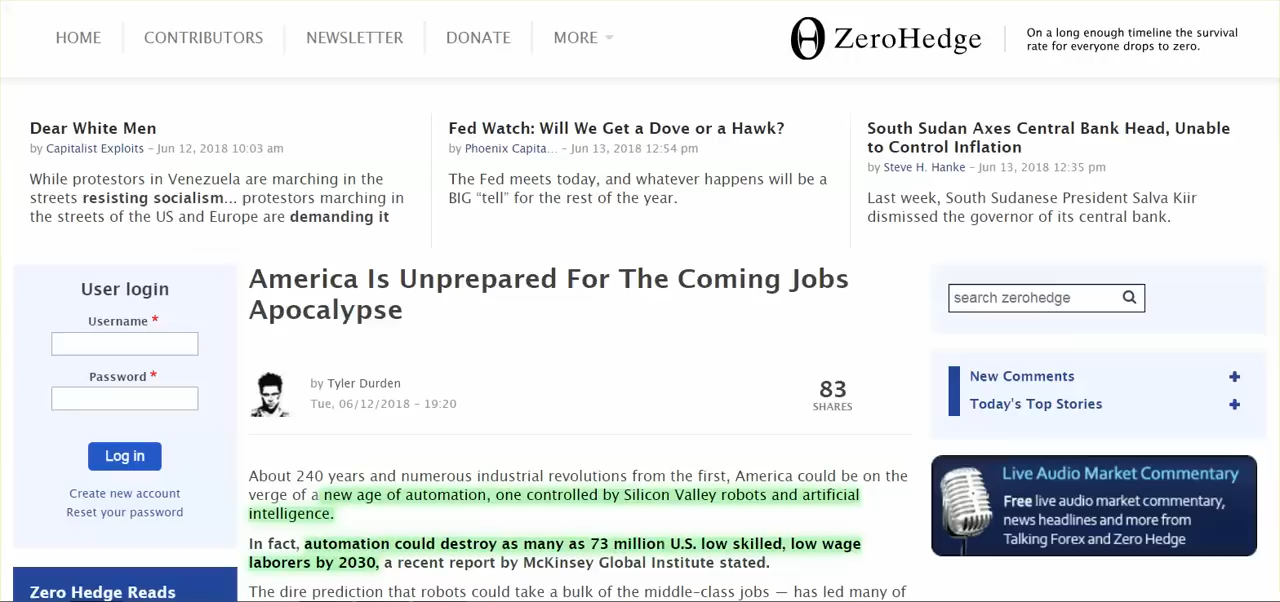 HOME
CONTRIBUTORS
NEWSLETTER
DONATE
MORE
ZeroHedge
On a long enough timeline the survival
rate for everyone drops to zero.
Dear White Men
by Capitalist Exploits - Jun 12, 2018 10:03 am
While protestors in Venezuela are marching in the
streets resisting socialism... protestors marching in
the streets of the US and Europe are demanding it
Fed Watch: Will We Get a Dove or a Hawk?
by Phoenix Capita... - Jun 13, 2018 12:54 pm
The Fed meets today, and whatever happens will be a
BIG “tell” for the rest of the year.
South Sudan Axes Central Bank Head, Unable
to Control Inflation
by Steve H. Hanke - Jun 13, 2018 12:35 pm
Last week, South Sudanese President Salva Kiir
dismissed the governor of its central bank.
User login
Username *
Password *
Log in
Create new account
Reset your password
Zero Hedge Reads
America Is Unprepared For The Coming Jobs
Apocalypse
by Tyler Durden
Tue, 06/12/2018 - 19:20
83
SHARES
About 240 years and numerous industrial revolutions from the first, America could be on the
verge of a new age of automation, one controlled by Silicon Valley robots and artificial
intelligence.
In fact, automation could destroy as many as 73 million U.S. low skilled, low wage
laborers by 2030, a recent report by McKinsey Global Institute stated.
The dire prediction that robots could take a bulk of the middle-class jobs — has led many of
search zerohedge
New Comments +
Today's Top Stories +
Live Audio Market Commentary
Free live audio market commentary,
news headlines and more from
Talking Forex and Zero Hedge